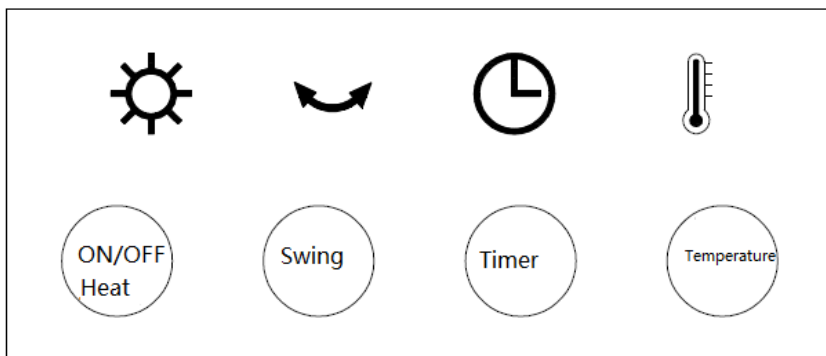 ON/OFF
Heat
Swing
Timer
Temperature